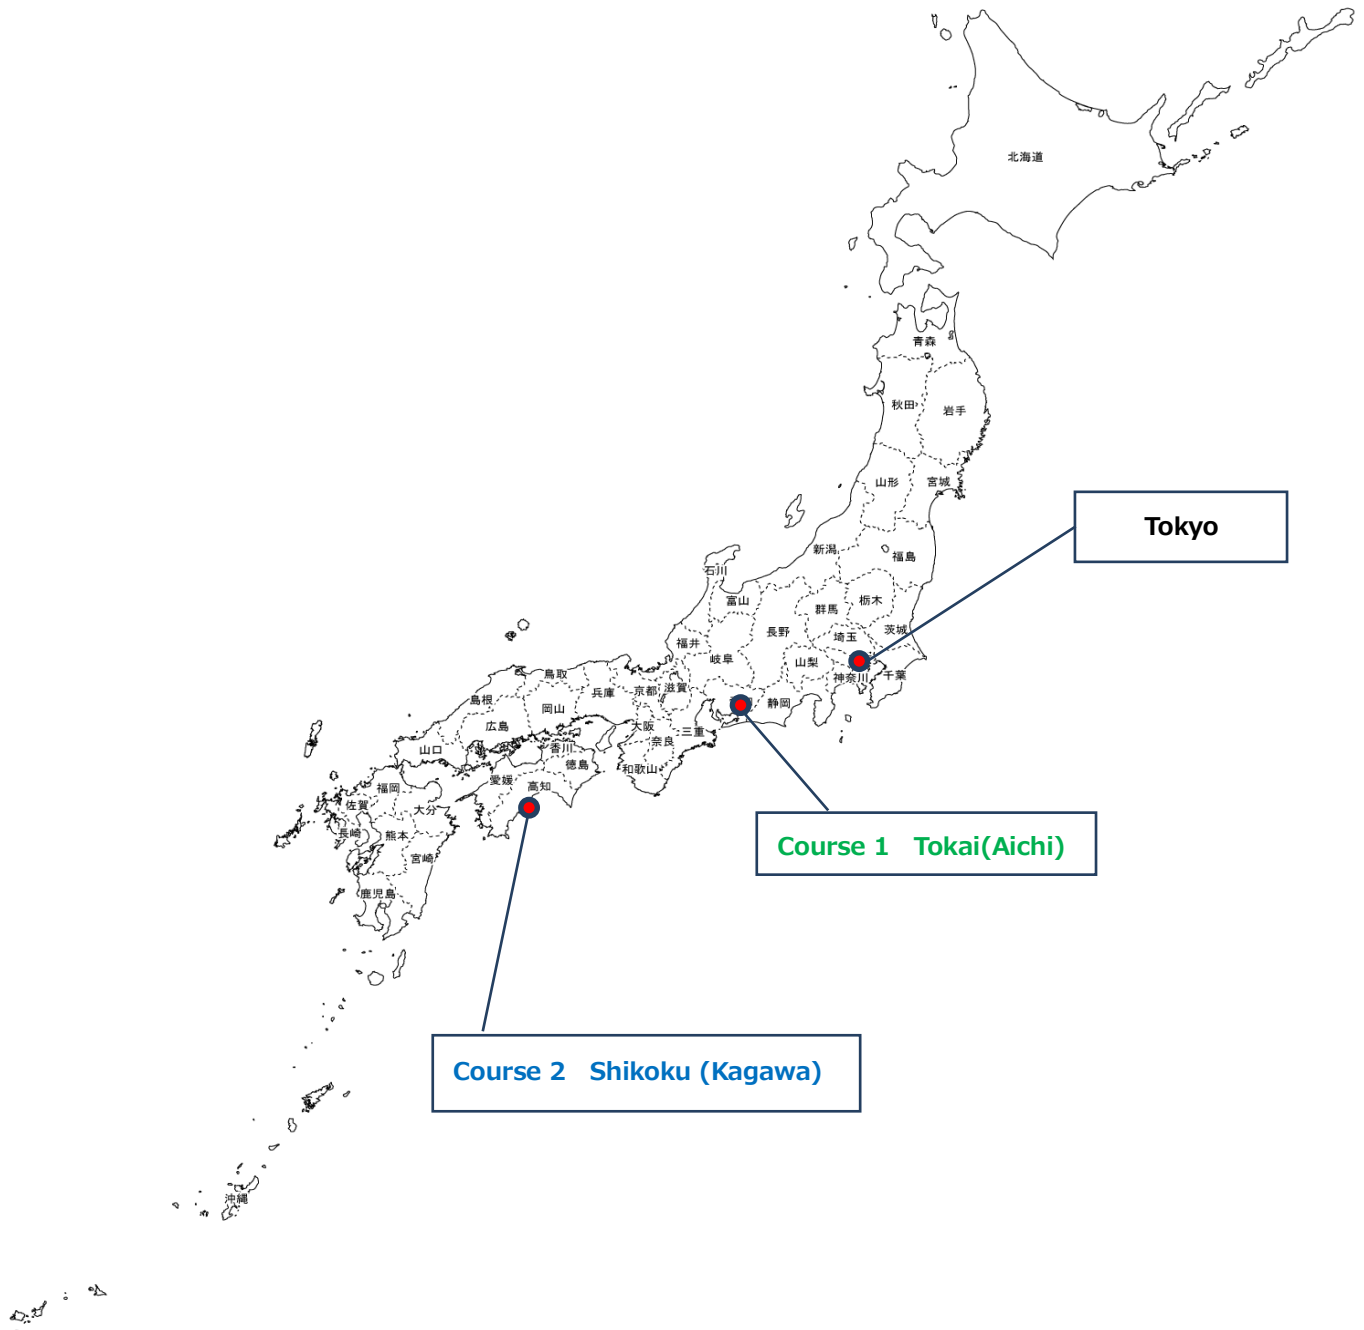 北海道
青森
秋田
岩手
山形
宮城
Tokyo
新潟
福島
石川
富山
群馬
栃木
茨城
長野
埼玉
福井
岐阜
山梨
神奈川
千葉
静岡
鳥取
兵庫
京都
滋賀
島根
岡山
広島
大阪
三重
奈良
山口
香川
徳島
和歌山
愛媛
高知
福岡
佐賀
大分
長崎
熊本
宮崎
鹿児島
Course 1 Tokai(Aichi)
Course 2 Shikoku (Kagawa)
沖縄